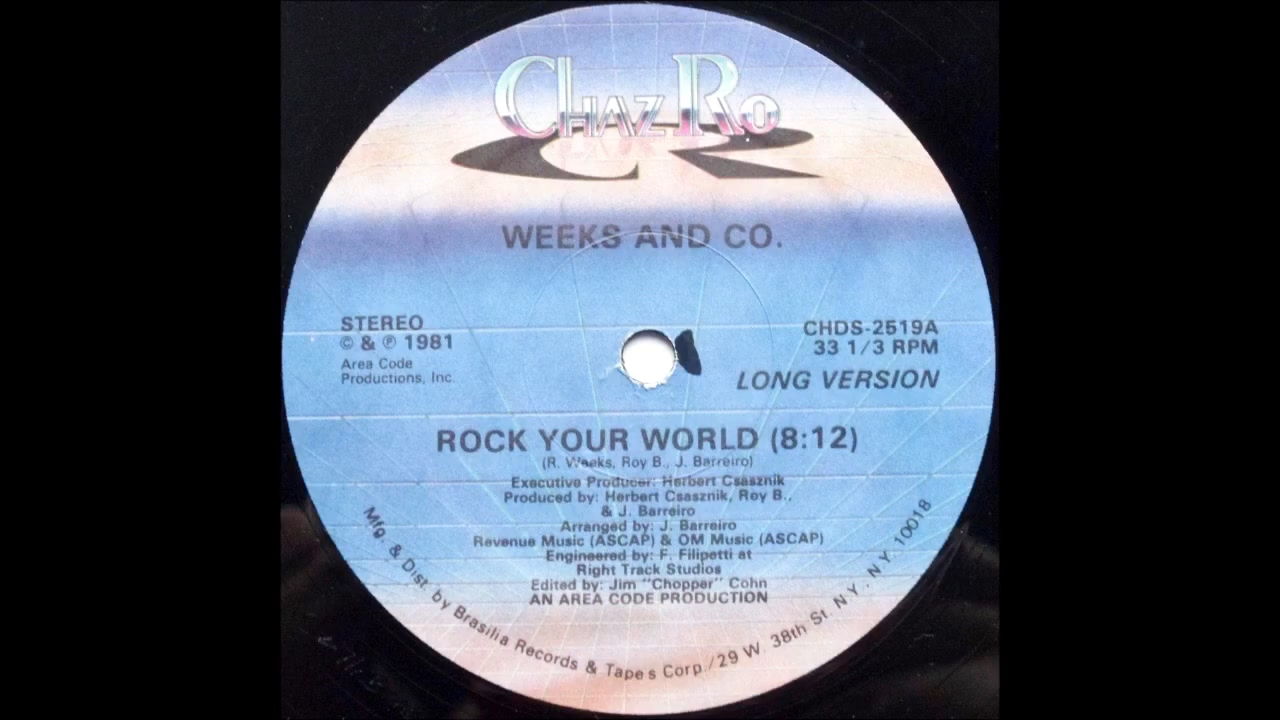 CHAZ RO
CR
WEEKS AND CO.
STEREO
© & ℗ 1981
Area Code
Productions, Inc.
CHDS-2519A
33 1/3 RPM
LONG VERSION
ROCK YOUR WORLD (8:12)
(R. Weeks, Roy B., J. Barreiro)
Executive Producer: Herbert Csasznik
Produced by: Herbert Csasznik, Roy B.,
& J. Barreiro
Arranged by: J. Barreiro
Revenue Music (ASCAP) & OM Music (ASCAP)
Engineered by: F. Filipetti at
Right Track Studios
Edited by: Jim "Chopper" Cohn
AN AREA CODE PRODUCTION
Mfg. & Dist. by Brasilia Records & Tape s Corp./29 W. 38th St. N.Y., N.Y. 10018